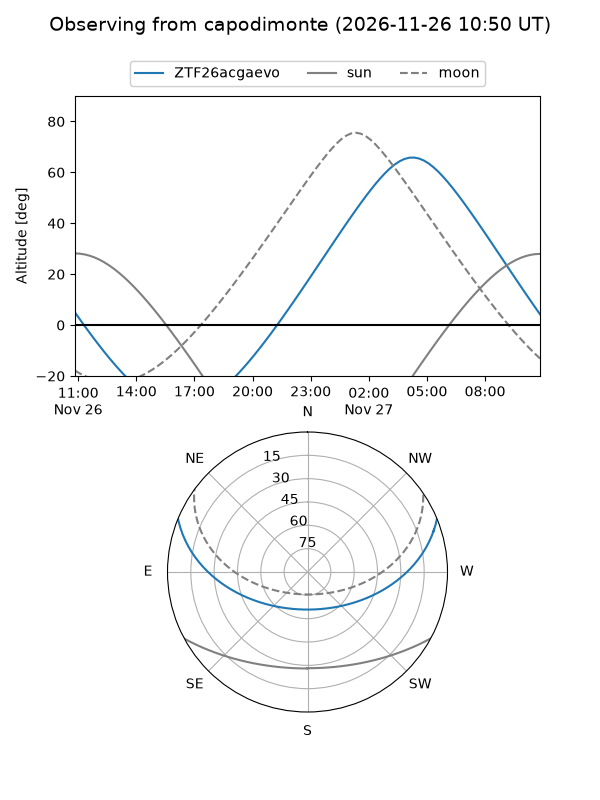 Observing from capodimonte (2026-11-26 10:50 UT)
ZTF26acgaevo sun moon
Altitude [deg]
80
60
40
20
0
−20
11:00 14:00 17:00 20:00 23:00 02:00 05:00 08:00
Nov 26 Nov 27
N
NE NW
15
30
45
60
75
E W
SE SW
S